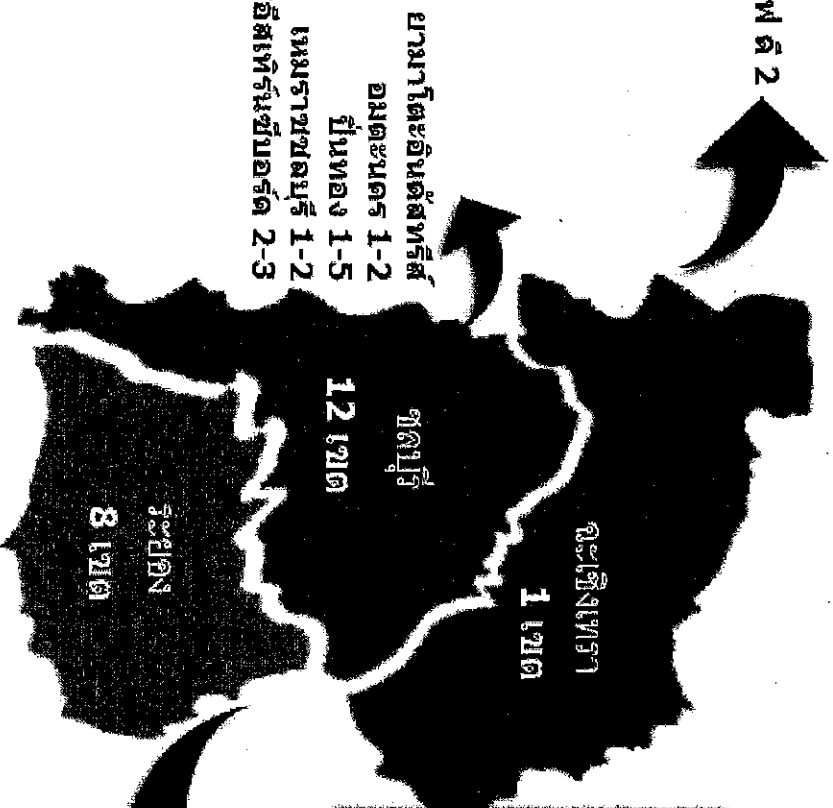 ฟ ดี 2
ยามาโตะอินดัสทรีส์
อมตะนคร 1-2
ปิ่นทอง 1-5
เหมราชชลบุรี 1-2
อีสเทิร์นซีบอร์ด 2-3
ฉะเชิงเทรา
1 เขต
ชลบุรี
12 เขต
ระยอง
8 เขต